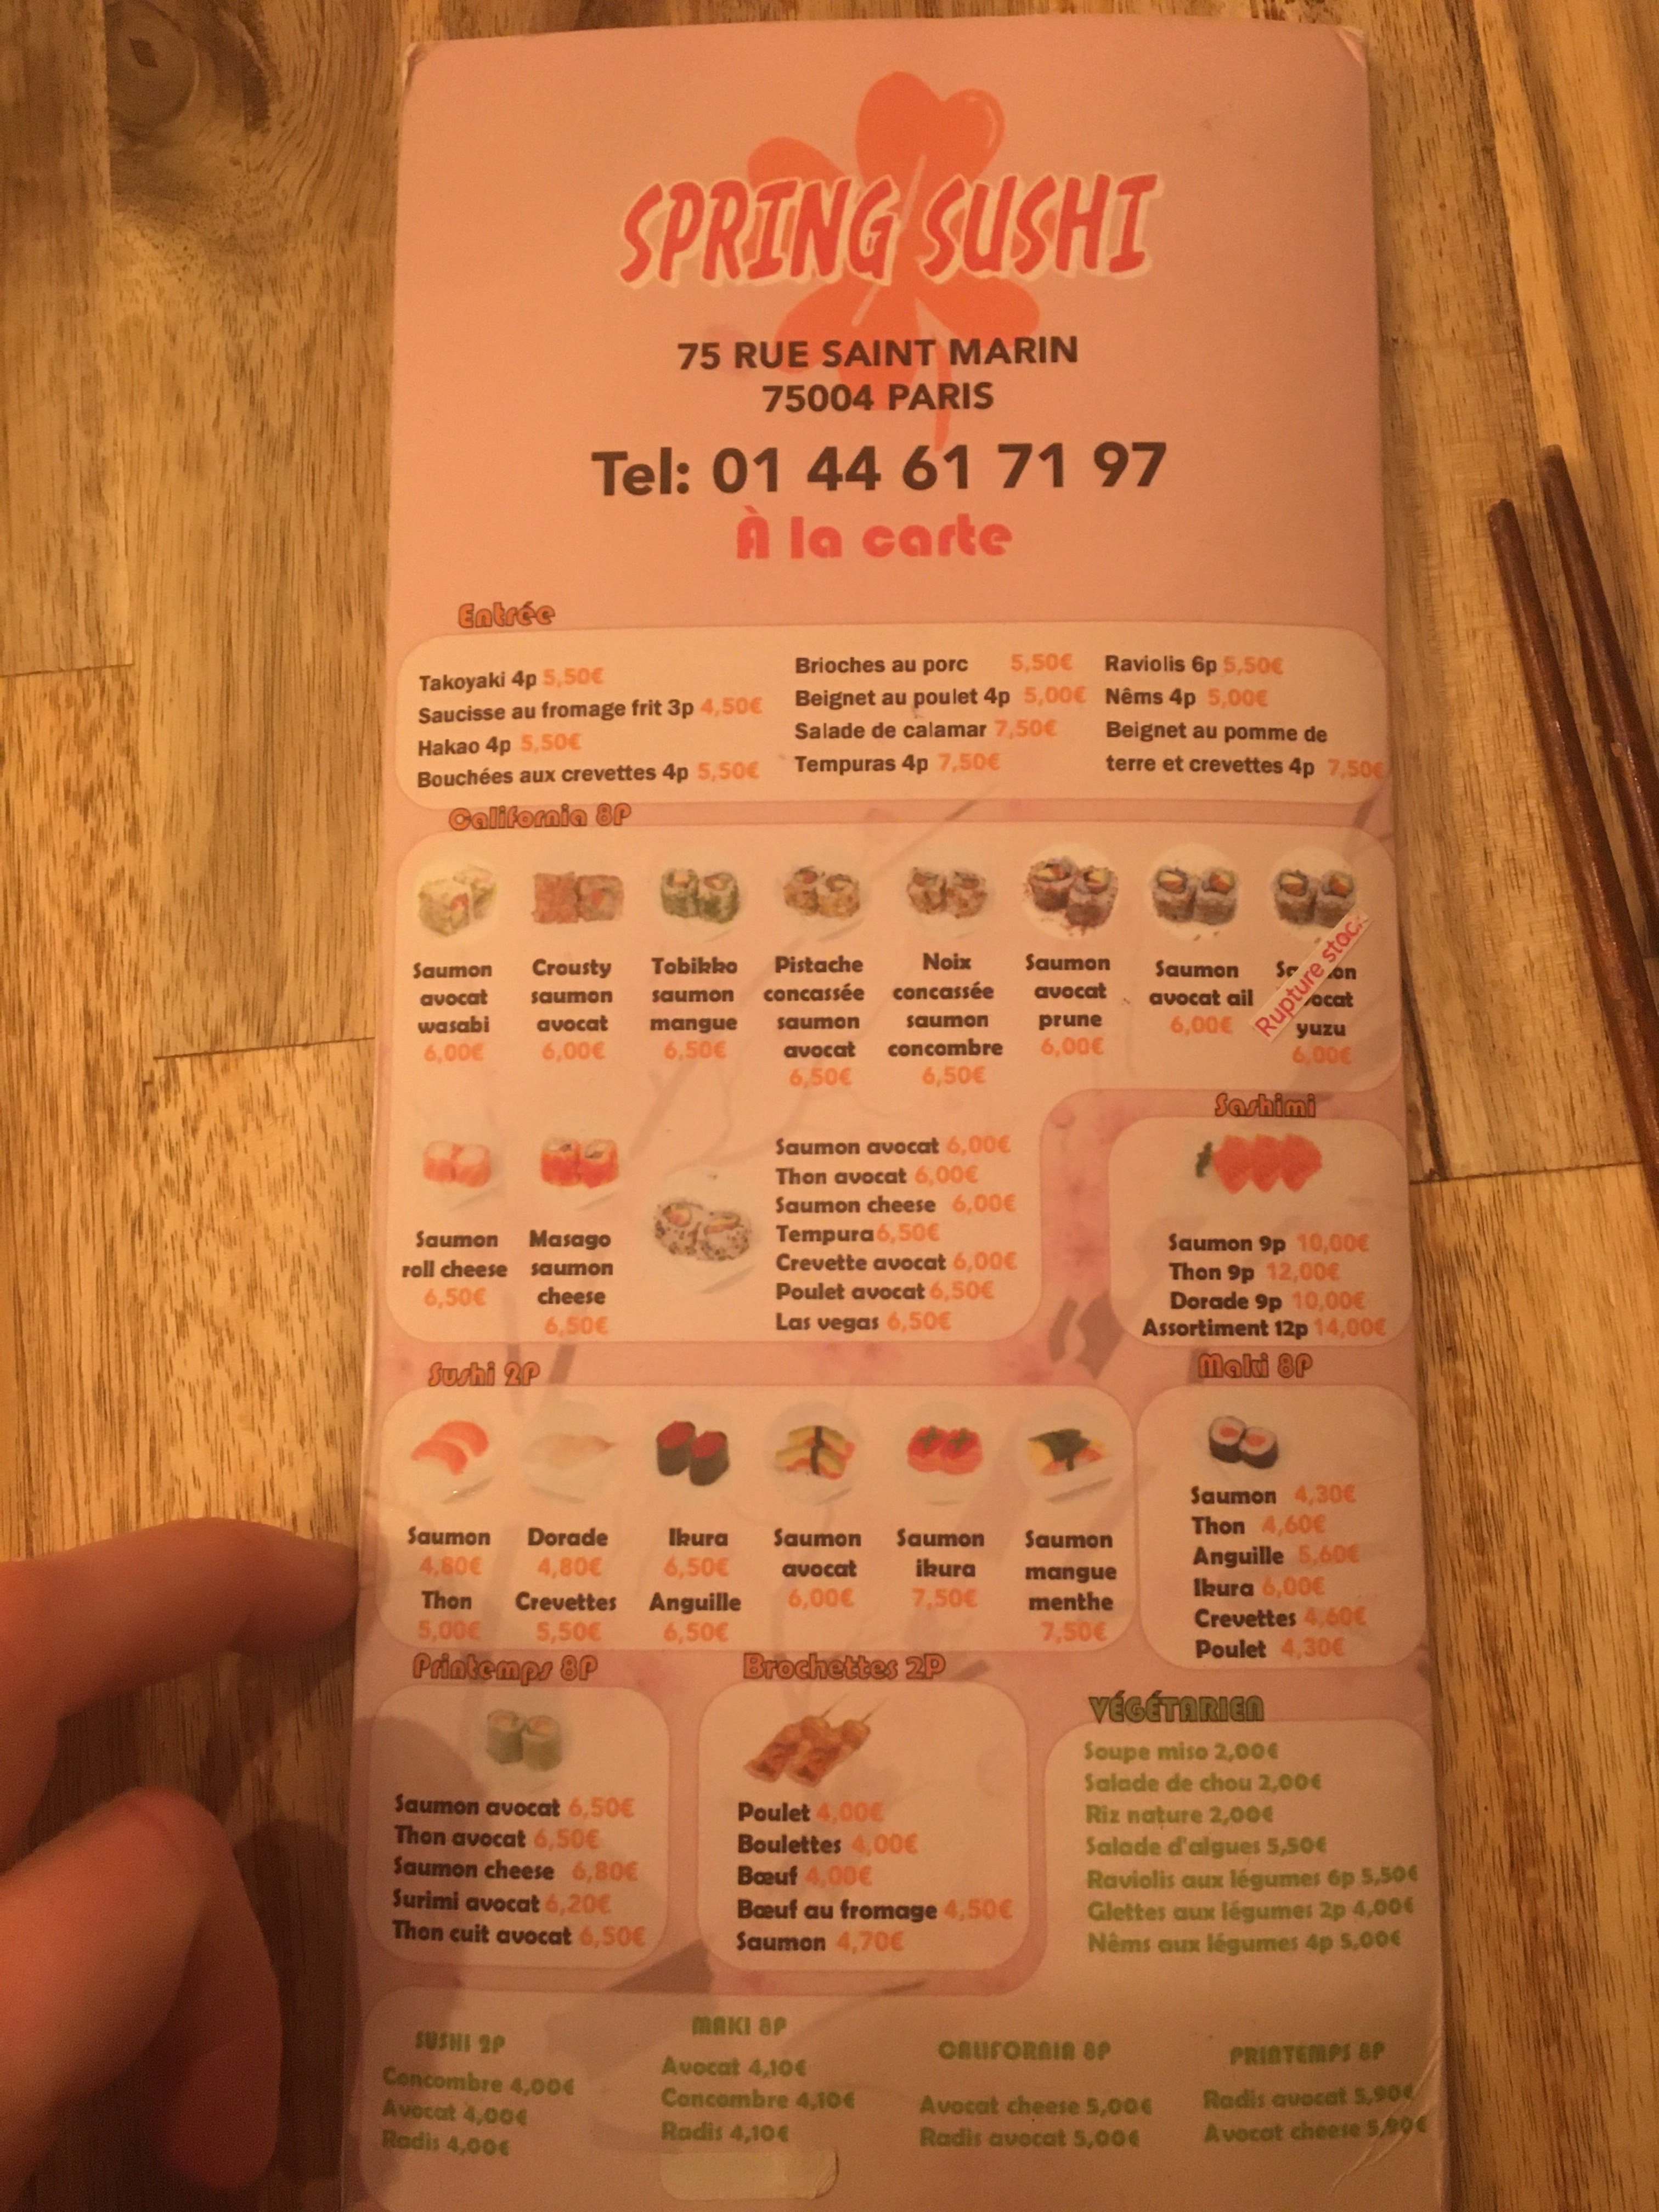 SPRING SUSHI
75 RUE SAINT MARIN
75004 PARIS
Tel: 01 44 61 71 97
À la carte
Entrée
Takoyaki 4p 5,50€
Saucisse au fromage frit 3p 4,50€
Hakao 4p 5,50€
Bouchées aux crevettes 4p 5,50€
Brioches au porc 5,50€
Beignet au poulet 4p 5,00€
Salade de calamar 7,50€
Tempuras 4p 7,50€
Raviolis 6p 5,50€
Nêms 4p 5,00€
Beignet au pomme de
terre et crevettes 4p 7,50€
California 8P
Saumon
avocat
wasabi
6,00€
Crousty
saumon
avocat
6,00€
Tobikko
saumon
mangue
6,50€
Pistache
concassée
saumon
avocat
6,50€
Noix
concassée
saumon
concombre
6,50€
Saumon
avocat
prune
6,00€
Saumon
avocat ail
6,00€
Rupture
yuzu
6,00€
Saumon
roll cheese
6,50€
Masago
saumon
cheese
6,50€
Saumon avocat 6,00€
Thon avocat 6,00€
Saumon cheese 6,00€
Tempura 6,50€
Crevette avocat 6,00€
Poulet avocat 6,50€
Las vegas 6,50€
Sashimi
Saumon 9p 10,00€
Thon 9p 12,00€
Dorade 9p 10,00€
Assortiment 12p 14,00€
Sushi 2P
Saumon
4,80€
Thon
5,00€
Dorade
4,80€
Crevettes
5,50€
Ikura
6,50€
Anguille
6,50€
Saumon
avocat
6,00€
Saumon
ikura
7,50€
Saumon
mangue
menthe
7,50€
Maki 8P
Saumon 4,30€
Thon 4,60€
Anguille 5,60€
Ikura 6,00€
Crevettes 4,60€
Poulet 4,30€
Printemps 8P
Saumon avocat 6,50€
Thon avocat 6,50€
Saumon cheese 6,80€
Surimi avocat 6,20€
Thon cuit avocat 6,50€
Brochettes 2P
Poulet 4,00€
Boulettes 4,00€
Bœuf 4,00€
Bœuf au fromage 4,50€
Saumon 4,70€
VÉGÉTARIEN
Soupe miso 2,00€
Salade de chou 2,00€
Riz nature 2,00€
Salade d'algues 5,50€
Raviolis aux légumes 6p 5,50€
Glettes aux légumes 2p 4,00€
Nêms aux légumes 4p 5,00€
SUSHI 2P
Concombre 4,00€
Avocat 4,00€
Radis 4,00€
MAKI 8P
Avocat 4,10€
Concombre 4,10€
Radis 4,10€
CALIFORNIA 8P
Avocat cheese 5,00€
Radis avocat 5,00€
PRINTEMPS 8P
Radis avocat 5,90€
Avocat cheese 5,90€